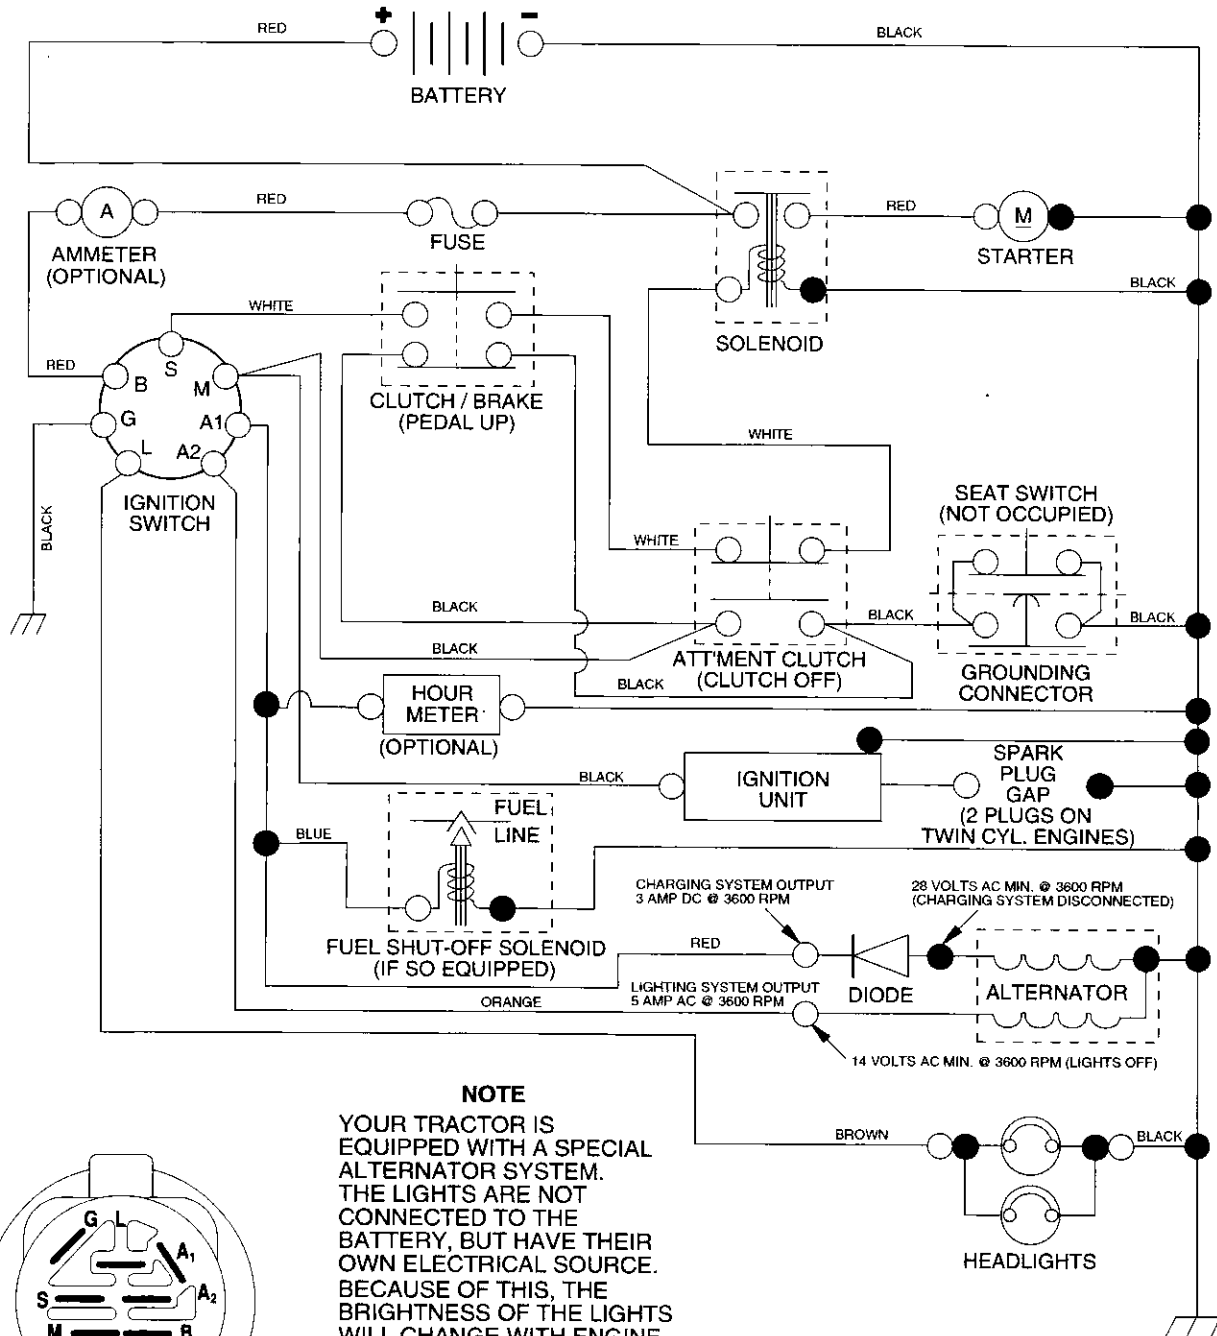 + -
RED
BLACK
BATTERY
A
RED
RED
M
AMMETER
(OPTIONAL)
FUSE
STARTER
BLACK
WHITE
SOLENOID
RED
B
S
M
G
A1
L
A2
CLUTCH / BRAKE
(PEDAL UP)
WHITE
IGNITION
SWITCH
BLACK
SEAT SWITCH
(NOT OCCUPIED)
WHITE
BLACK
BLACK
BLACK
BLACK
ATT'MENT CLUTCH
(CLUTCH OFF)
BLACK
GROUNDING
CONNECTOR
HOUR
METER
(OPTIONAL)
BLACK
IGNITION
UNIT
SPARK
PLUG
GAP
(2 PLUGS ON
TWIN CYL. ENGINES)
BLUE
FUEL
LINE
FUEL SHUT-OFF SOLENOID
(IF SO EQUIPPED)
CHARGING SYSTEM OUTPUT
3 AMP DC @ 3600 RPM
28 VOLTS AC MIN. @ 3600 RPM
(CHARGING SYSTEM DISCONNECTED)
RED
ORANGE
LIGHTING SYSTEM OUTPUT
5 AMP AC @ 3600 RPM
DIODE
ALTERNATOR
14 VOLTS AC MIN. @ 3600 RPM (LIGHTS OFF)
BROWN
BLACK
HEADLIGHTS
NOTE
YOUR TRACTOR IS
EQUIPPED WITH A SPECIAL
ALTERNATOR SYSTEM.
THE LIGHTS ARE NOT
CONNECTED TO THE
BATTERY, BUT HAVE THEIR
OWN ELECTRICAL SOURCE.
BECAUSE OF THIS, THE
BRIGHTNESS OF THE LIGHTS
WILL CHANGE WITH ENGINE
G L
A1
A2
S
M B